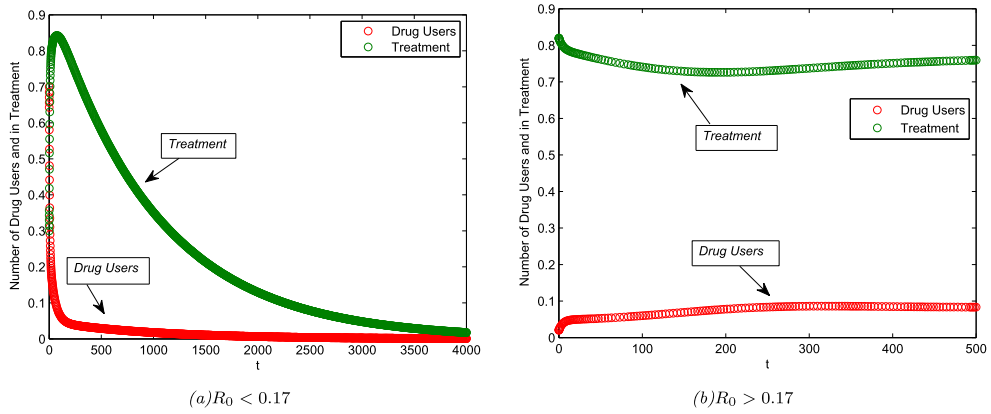 Number of Drug Users and in Treatment
0.9
0.8
0.7
0.6
0.5
0.4
0.3
0.2
0.1
0
Drug Users
Treatment
Treatment
Drug Users
0 500 1000 1500 2000 2500 3000 3500 4000
t
(a)R₀ < 0.17
Number of Drug Users and in Treatment
0.9
0.8
0.7
0.6
0.5
0.4
0.3
0.2
0.1
0
Drug Users
Treatment
Treatment
Drug Users
0 100 200 300 400 500
t
(b)R₀ > 0.17